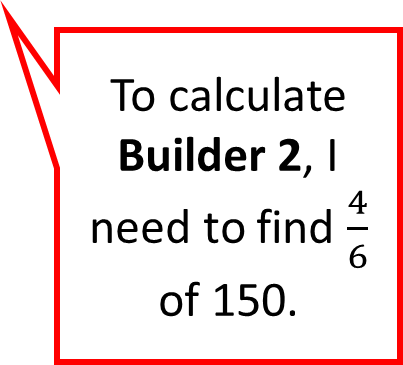 To calculate
Builder 2, I
need to find 4/6
of 150.